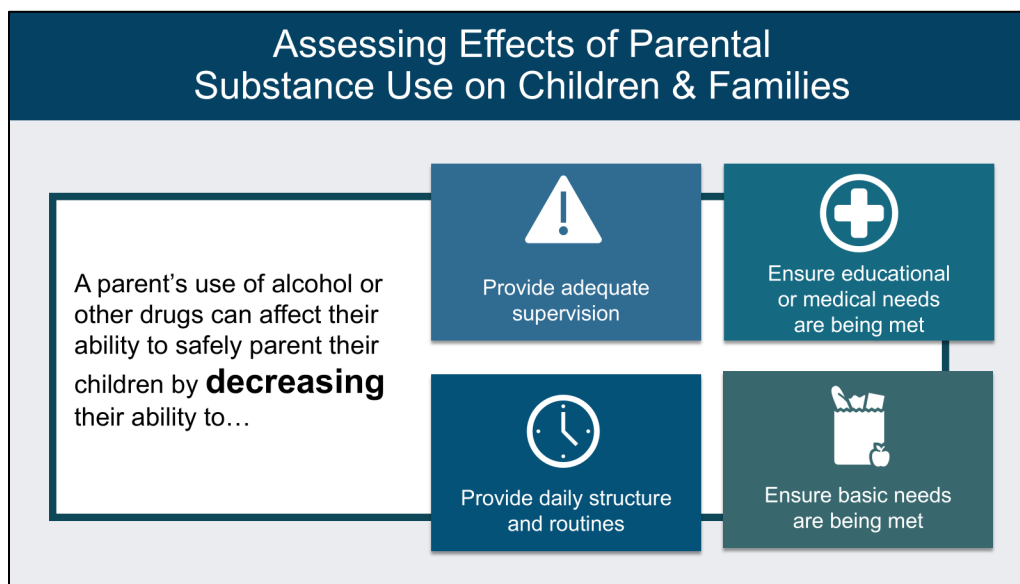 Assessing Effects of Parental
Substance Use on Children & Families
A parent’s use of alcohol or
other drugs can affect their
ability to safely parent their
children by decreasing
their ability to…
Provide adequate
supervision
Ensure educational
or medical needs
are being met
Provide daily structure
and routines
Ensure basic needs
are being met